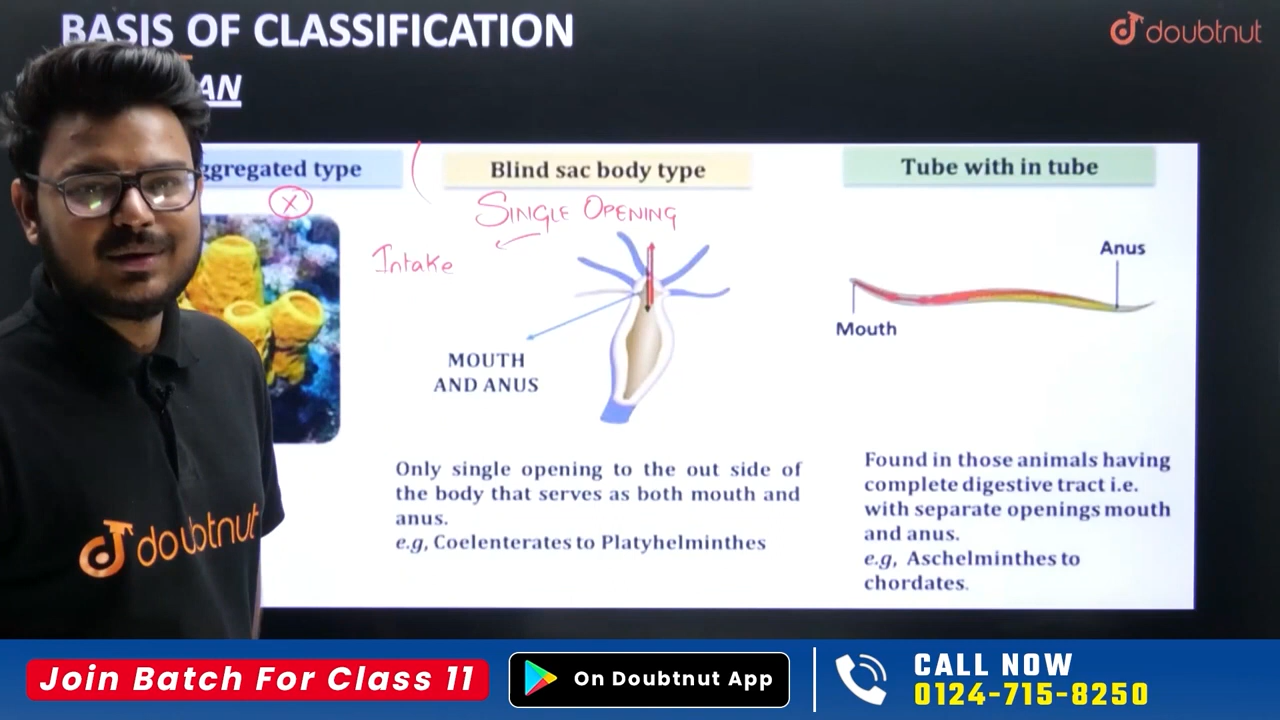 BASIS OF CLASSIFICATION
AN
doubtnut
ggregated type
Blind sac body type
Tube with in tube
X
SINGLE OPENING
Intake
Anus
Mouth
MOUTH
AND ANUS
Only single opening to the out side of
the body that serves as both mouth and
anus.
e.g, Coelenterates to Platyhelminthes
Found in those animals having
complete digestive tract i.e.
with separate openings mouth
and anus.
e.g, Aschelminthes to
chordates.
doubtnut
Join Batch For Class 11
On Doubtnut App
CALL NOW
0124-715-8250